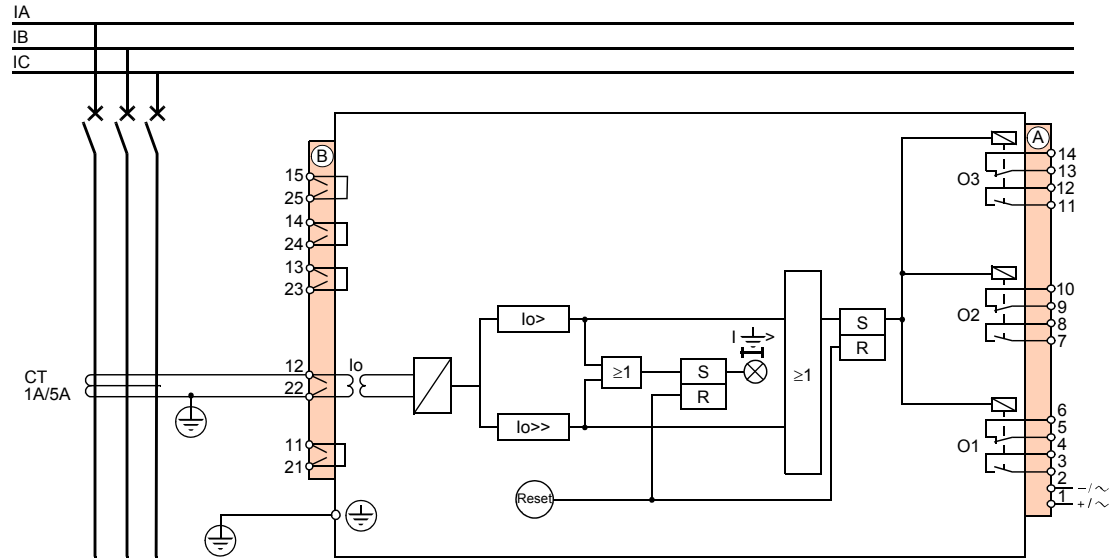 IA
IB
IC
B
A
15
25
14
24
13
23
12
22
11
21
CT
1A/5A
Io
Io>
Io>>
≥1
S
R
I >
≥1
S
R
Reset
O3
14
13
12
11
O2
10
9
8
7
O1
6
5
4
3
2
1
−/∼
+/∼